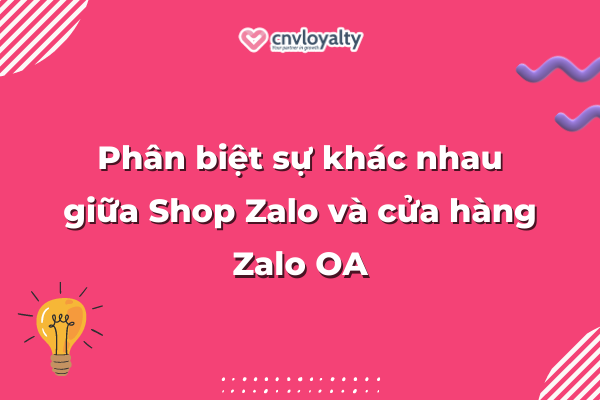 cnvloyalty
Your partner in growth
Phân biệt sự khác nhau
giữa Shop Zalo và cửa hàng
Zalo OA